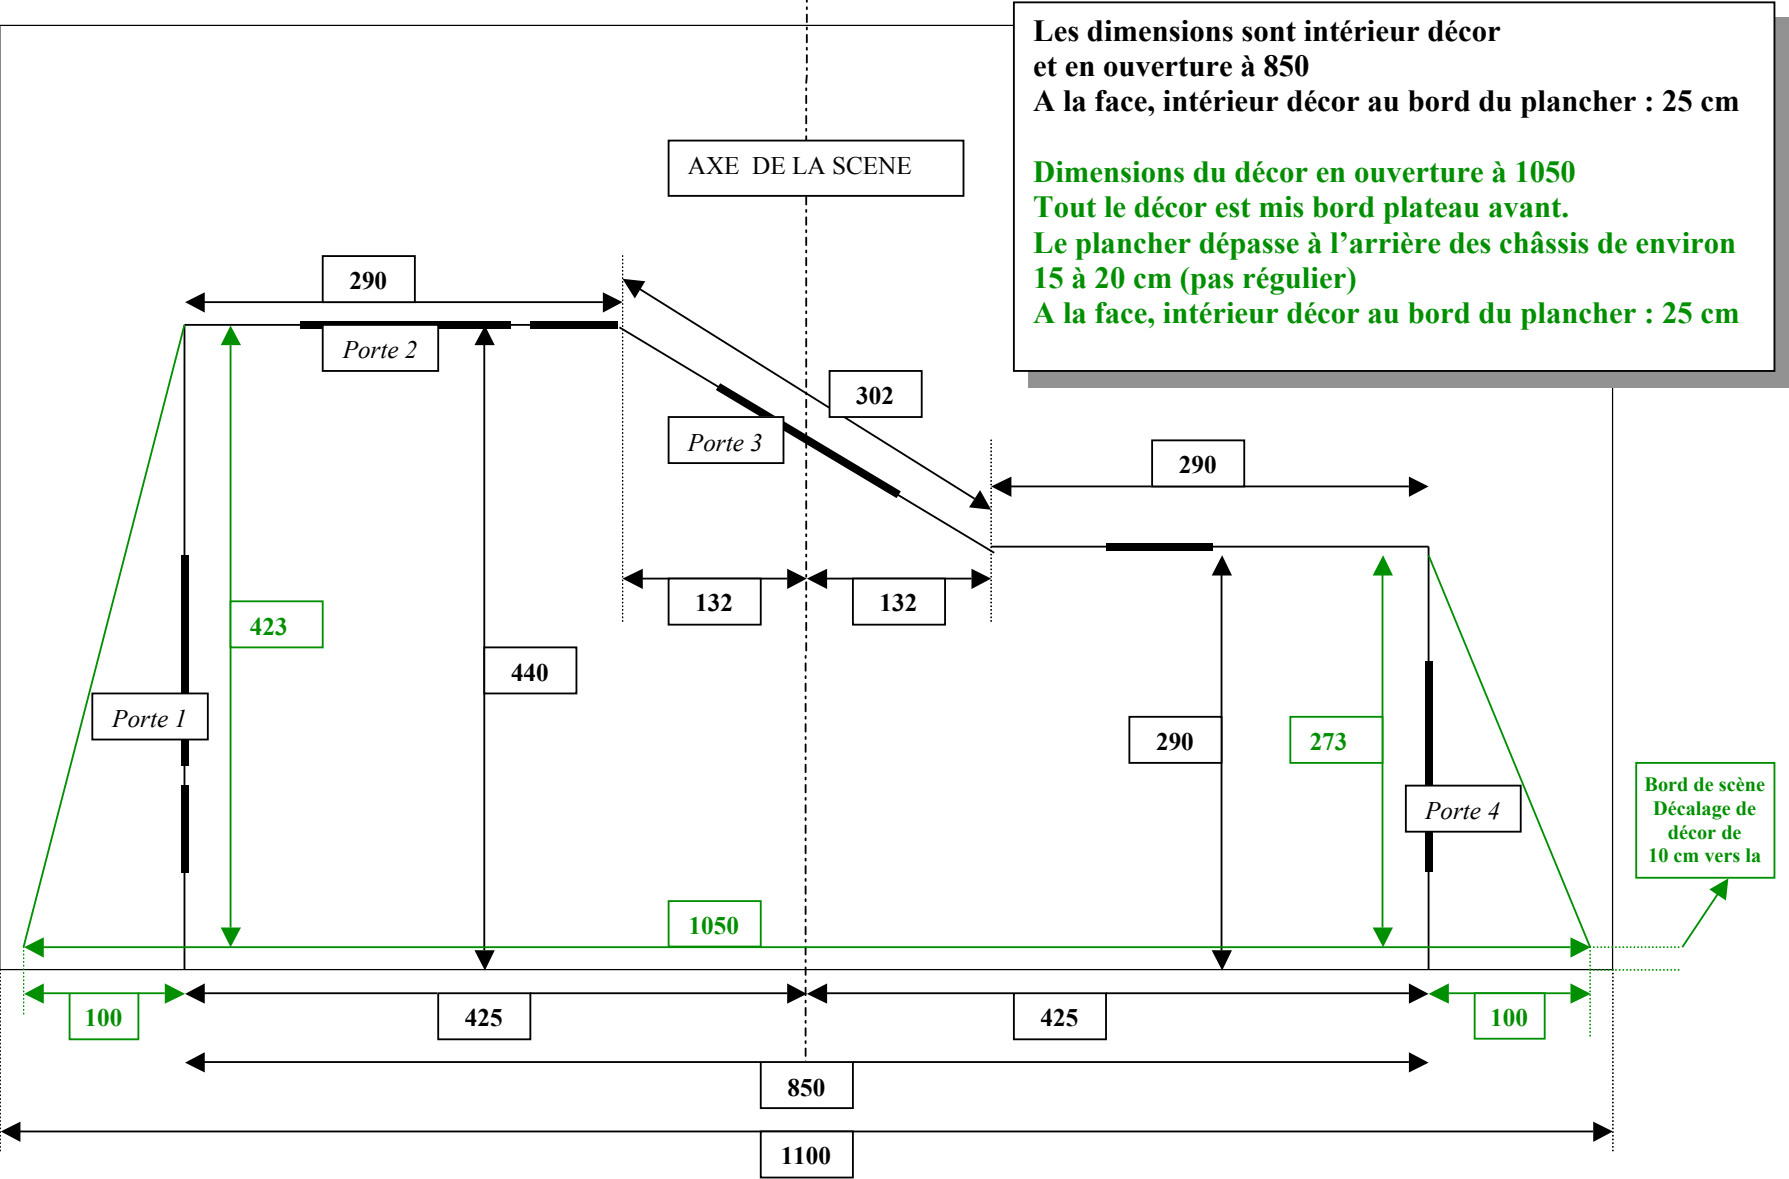 Les dimensions sont intérieur décor
et en ouverture à 850
A la face, intérieur décor au bord du plancher : 25 cm
Dimensions du décor en ouverture à 1050
Tout le décor est mis bord plateau avant.
Le plancher dépasse à l’arrière des châssis de environ
15 à 20 cm (pas régulier)
A la face, intérieur décor au bord du plancher : 25 cm
AXE DE LA SCENE
290
Porte 2
302
Porte 3
290
132
132
423
440
Porte 1
290
273
Bord de scène
Décalage de
décor de
10 cm vers la
Porte 4
1050
100
425
425
100
850
1100